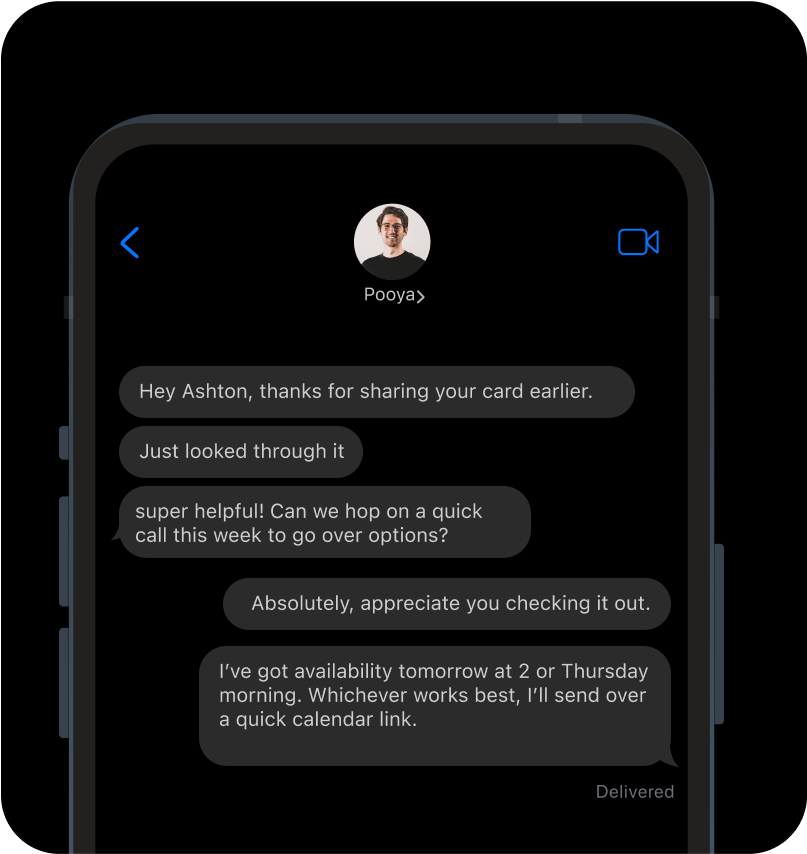 Pooya
Hey Ashton, thanks for sharing your card earlier.
Just looked through it
super helpful! Can we hop on a quick
call this week to go over options?
Absolutely, appreciate you checking it out.
I’ve got availability tomorrow at 2 or Thursday
morning. Whichever works best, I’ll send over
a quick calendar link.
Delivered